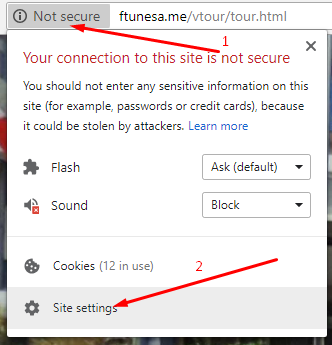 Not secure ftunesa.me/vtour/tour.html
1
Your connection to this site is not secure
You should not enter any sensitive information on
this site (for example, passwords or credit cards), because
it could be stolen by attackers. Learn more
Flash Ask (default)
Sound Block
Cookies (12 in use)
2
Site settings